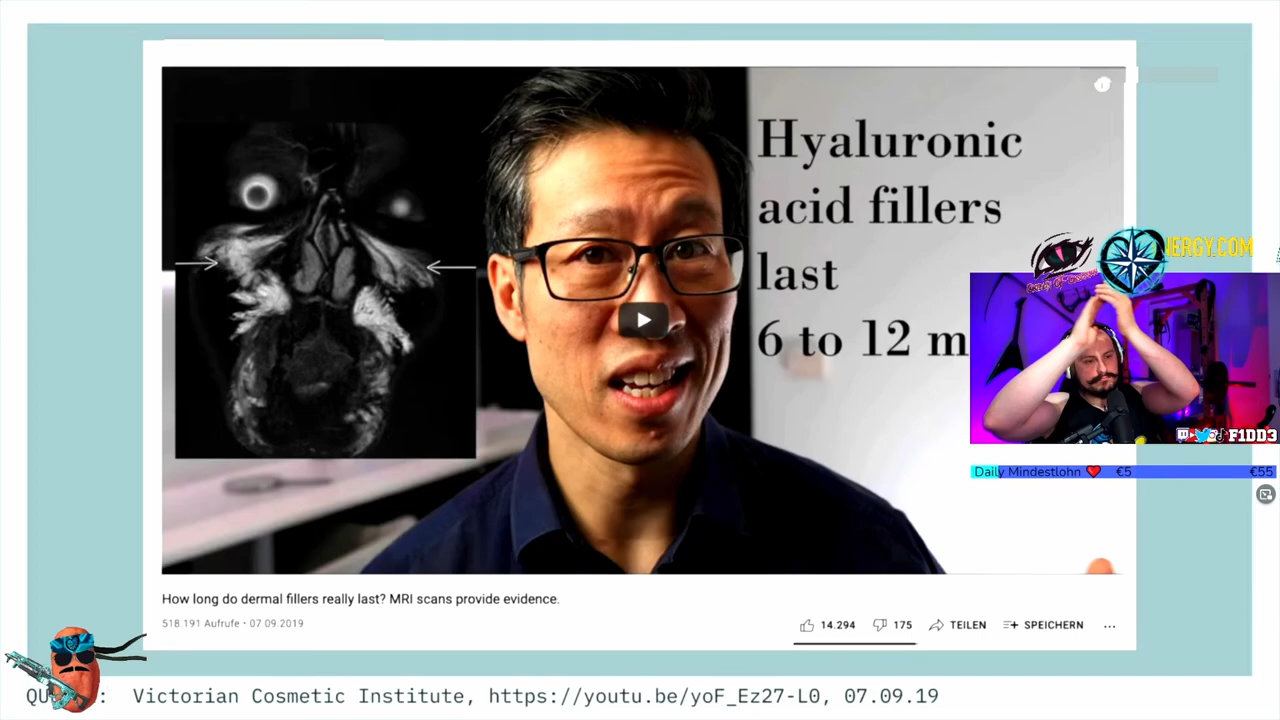 Hyaluronic
acid fillers
last
6 to 12 m
NERGY.COM
F1DD3
Daily Mindestlohn ❤️ €5 €55
How long do dermal fillers really last? MRI scans provide evidence.
518.191 Aufrufe • 07.09.2019
14.294 175 TEILEN SPEICHERN ...
QU : Victorian Cosmetic Institute, https://youtu.be/yoF_Ez27-L0, 07.09.19